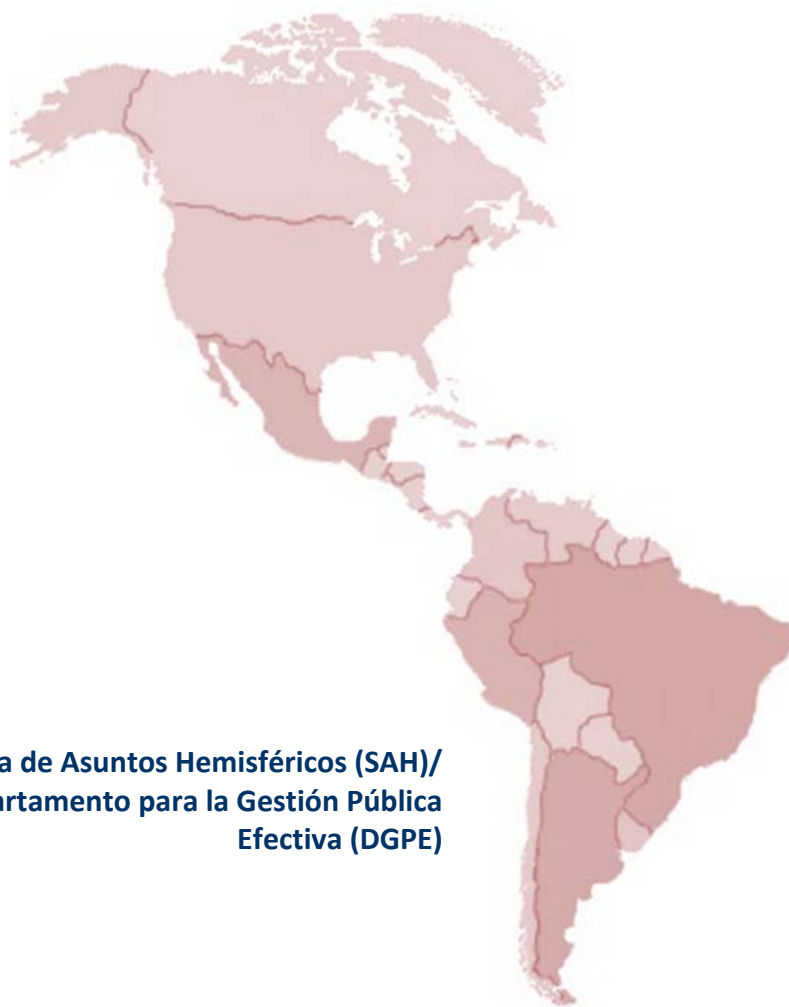 a de Asuntos Hemisféricos (SAH)/
artamento para la Gestión Pública
Efectiva (DGPE)